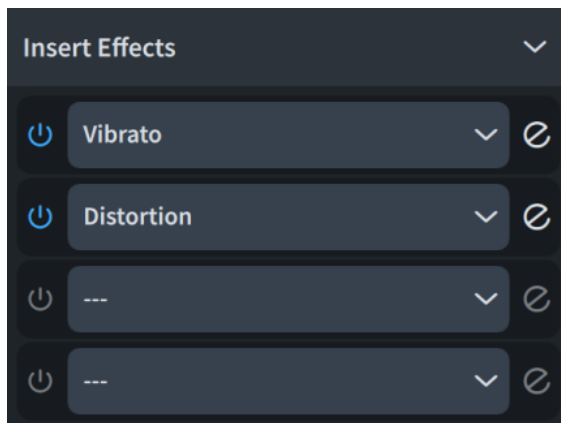 Insert Effects
Vibrato
Distortion
---
---